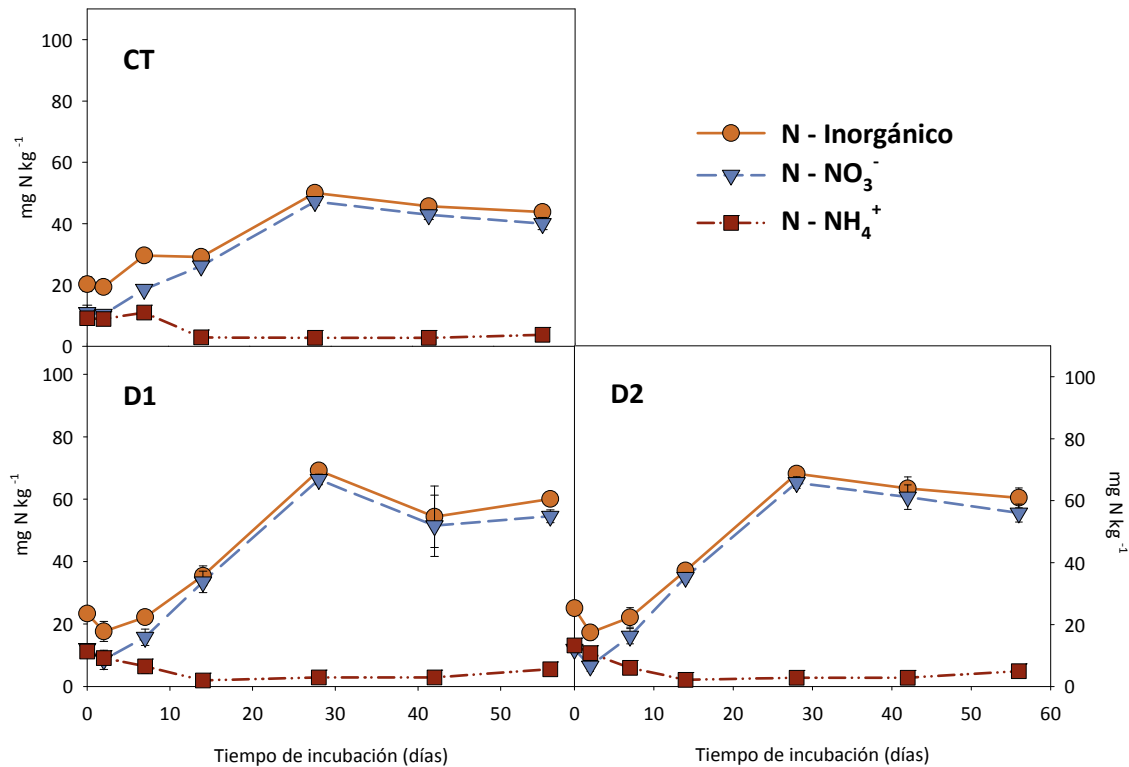 CT
100
80
60
40
20
0
mg N kg⁻¹
N - Inorgánico
N - NO₃⁻
N - NH₄⁺
D1
100
80
60
40
20
0
mg N kg⁻¹
0 10 20 30 40 50
Tiempo de incubación (días)
D2
100
80
60
40
20
0
mg N kg⁻¹
0 10 20 30 40 50 60
Tiempo de incubación (días)